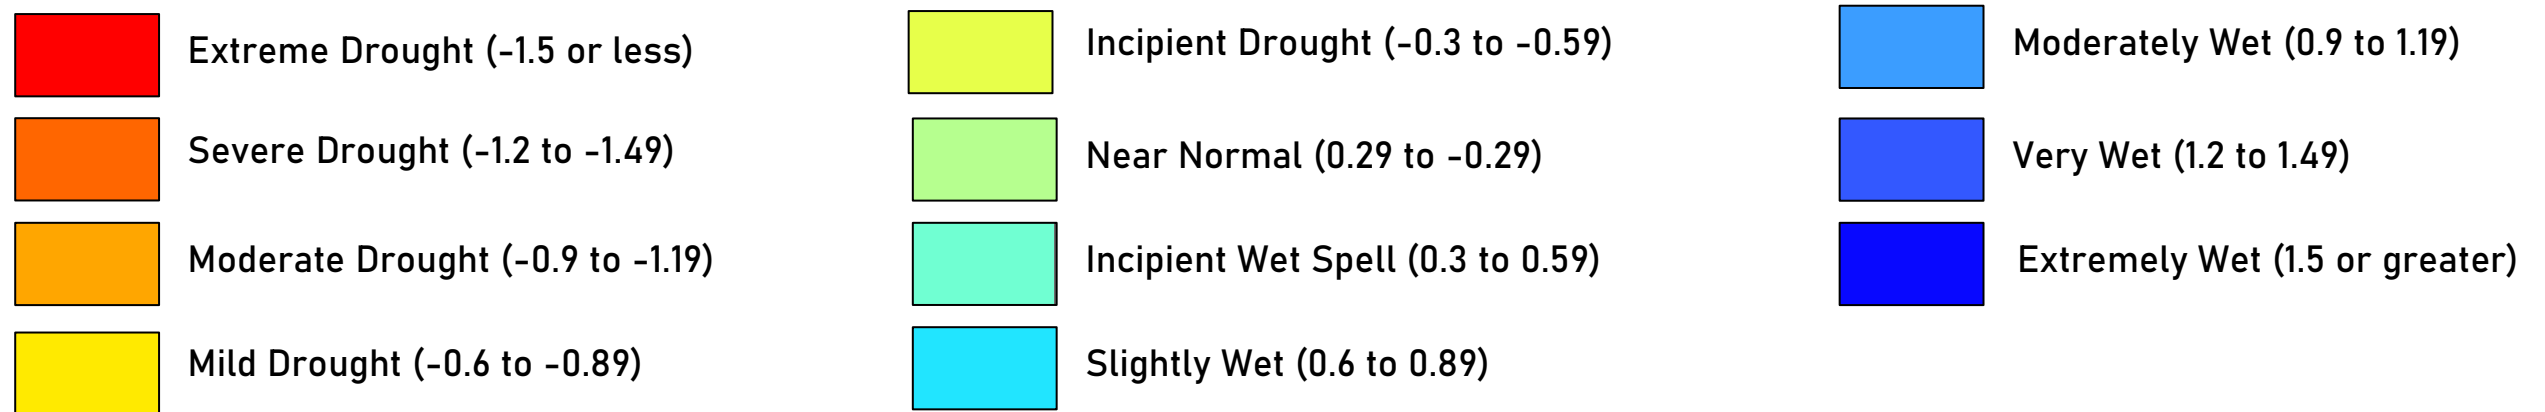 Extreme Drought (-1.5 or less)
Severe Drought (-1.2 to -1.49)
Moderate Drought (-0.9 to -1.19)
Mild Drought (-0.6 to -0.89)
Incipient Drought (-0.3 to -0.59)
Near Normal (0.29 to -0.29)
Incipient Wet Spell (0.3 to 0.59)
Slightly Wet (0.6 to 0.89)
Moderately Wet (0.9 to 1.19)
Very Wet (1.2 to 1.49)
Extremely Wet (1.5 or greater)